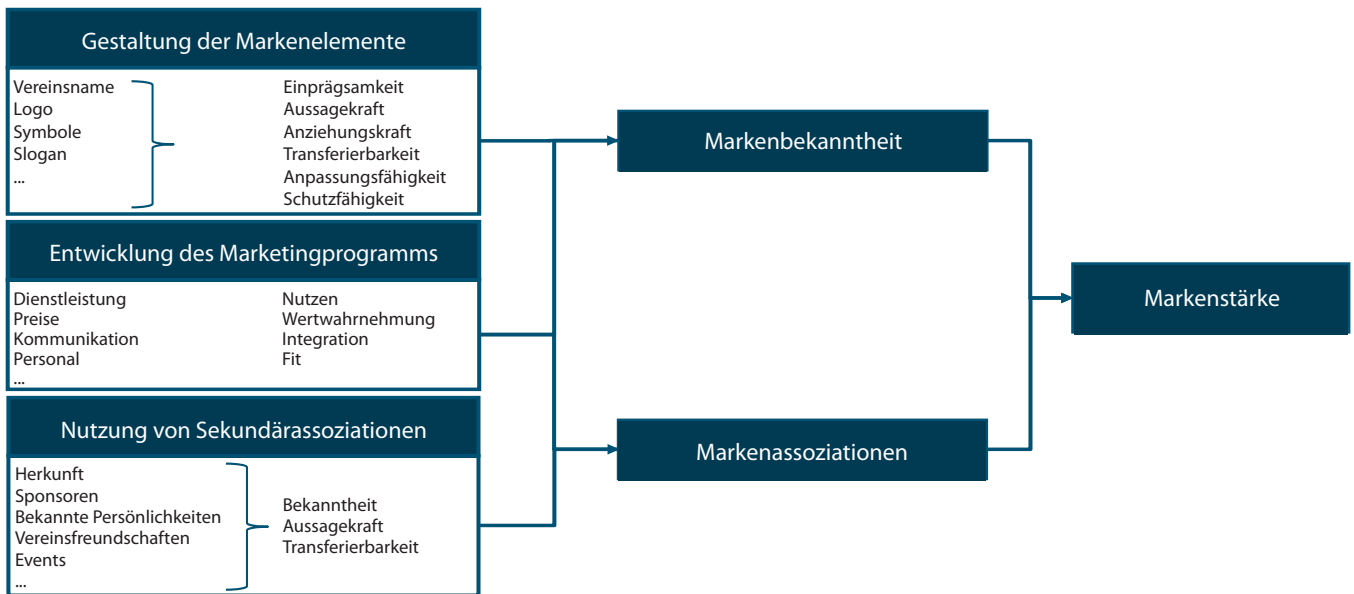 Gestaltung der Markenelemente
Vereinsname
Logo
Symbole
Slogan
...
Einprägsamkeit
Aussagekraft
Anziehungskraft
Transferierbarkeit
Anpassungsfähigkeit
Schutzfähigkeit
Entwicklung des Marketingprogramms
Dienstleistung
Preise
Kommunikation
Personal
...
Nutzen
Wertwahrnehmung
Integration
Fit
Nutzung von Sekundärassoziationen
Herkunft
Sponsoren
Bekannte Persönlichkeiten
Vereinsfreundschaften
Events
...
Bekanntheit
Aussagekraft
Transferierbarkeit
Markenbekanntheit
Markenassoziationen
Markenstärke